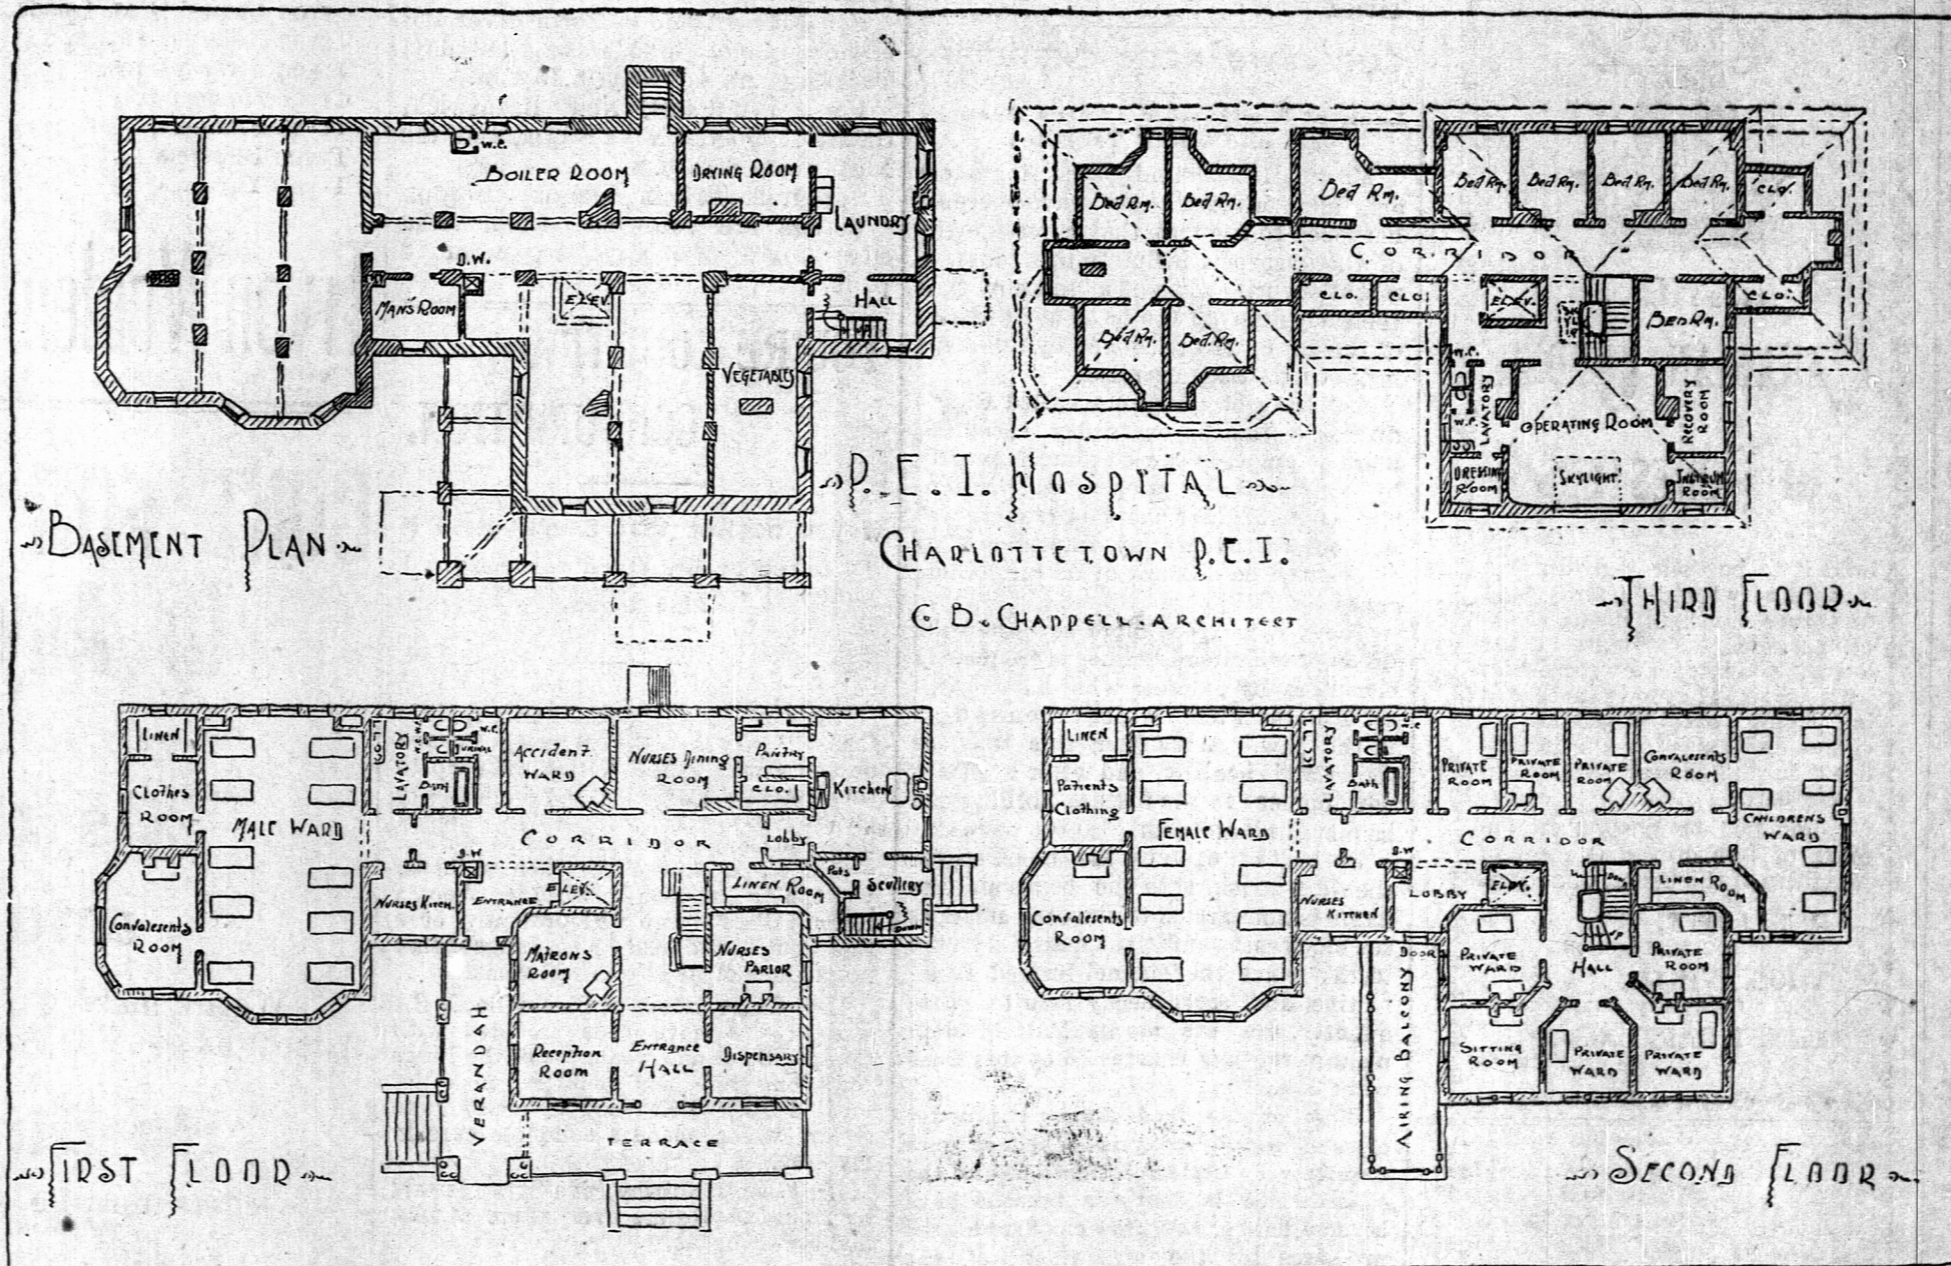 W.C.
BOILER ROOM
DRYING ROOM
LAUNDRY
D.W.
MAN'S ROOM
ELEV.
HALL
VEGETABLES
BASEMENT PLAN
Bed Rm.
Bed Rm.
Bed Rm.
Bed Rm.
Bed Rm.
Bed Rm.
Bed Rm.
CLO.
CORRIDOR
CLO.
CLO.
ELEV.
CLO.
BED RM.
Bed Rm.
Bed. Rm.
W.C.
LAVATORY
W.C.
OPERATING ROOM
RECOVERY
ROOM
DRESSING
ROOM
SKYLIGHT
ROOM
THIRD FLOOR
P.E.I. HOSPITAL
CHARLOTTETOWN P.E.I.
C. B. CHAPPELL. ARCHITECT
LINEN
Clothes
ROOM
MALE WARD
LAVATORY
W.C.
URINAL
BATH
ACCIDENT
WARD
NURSES DINING
ROOM
PANTRY
CLO.
KITCHEN
CORRIDOR
Lobby
D.W.
ELEV.
LINEN ROOM
Pots
SCULLERY
DOWN
NURSES KITCH.
ENTRANCE
Convalesents
ROOM
MATRONS
ROOM
NURSES
PARLOR
VERANDAH
Reception
ROOM
ENTRANCE
HALL
DISPENSARY
TERRACE
FIRST FLOOR
LINEN
Patients
Clothing
FEMALE WARD
LAVATORY
Bath
PRIVATE
ROOM
PRIVATE
ROOM
PRIVATE
ROOM
Convalesents
ROOM
CHILDRENS
WARD
CORRIDOR
D.W
LOBBY
ELEV.
LINEN ROOM
NURSES
KITCHEN
Convalesents
ROOM
DOOR
PRIVATE
WARD
HALL
PRIVATE
ROOM
AIRING BALCONY
SITTING
ROOM
PRIVATE
WARD
PRIVATE
WARD
SECOND FLOOR